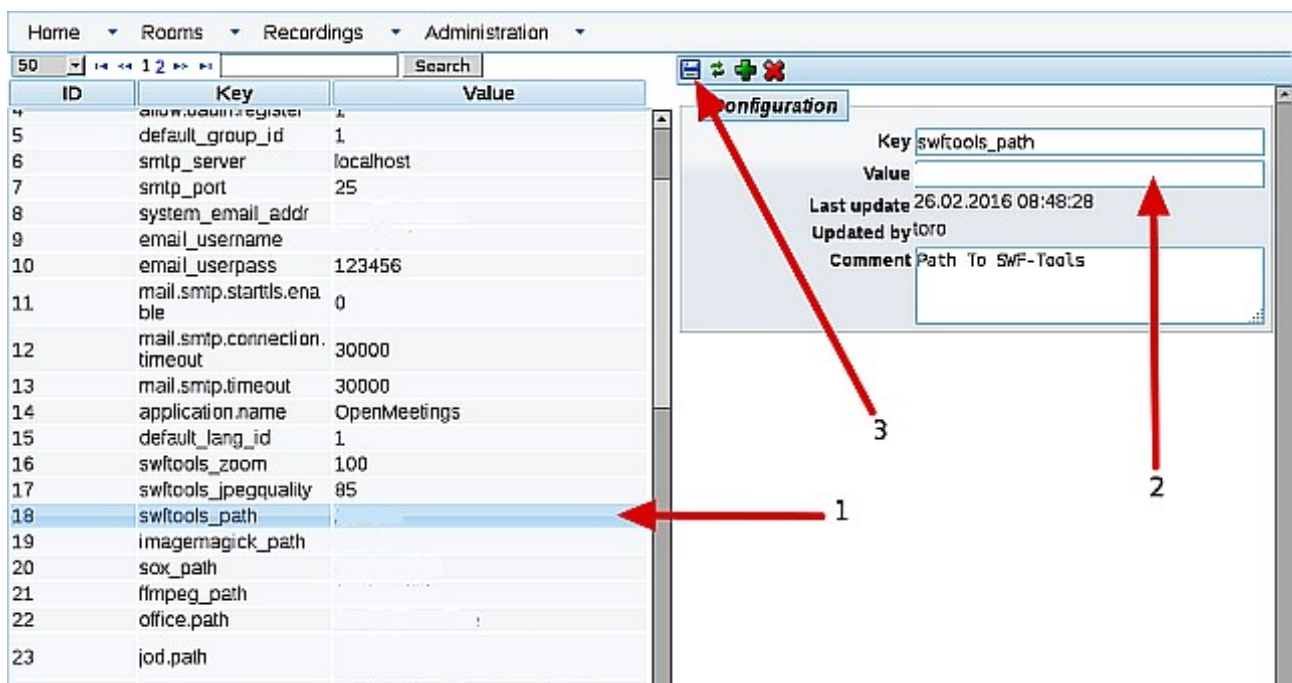 Home Rooms Recordings Administration
50 1 2 Search
ID Key Value
5 default_group_id 1
6 smtp_server localhost
7 smtp_port 25
8 system_email_addr
9 email_username
10 email_userpass 123456
11 mail.smtp.starttls.ena
ble 0
12 mail.smtp.connection.
timeout 30000
13 mail.smtp.timeout 30000
14 application.name OpenMeetings
15 default_lang_id 1
16 swftools_zoom 100
17 swftools_jpegquality 85
18 swftools_path
19 imagemagick_path
20 sox_path
21 ffmpeg_path
22 office.path
23 jod.path
Configuration
Key swftools_path
Value
Last update 26.02.2016 08:48:28
Updated by toro
Comment Path To SWF-Tools
1
2
3